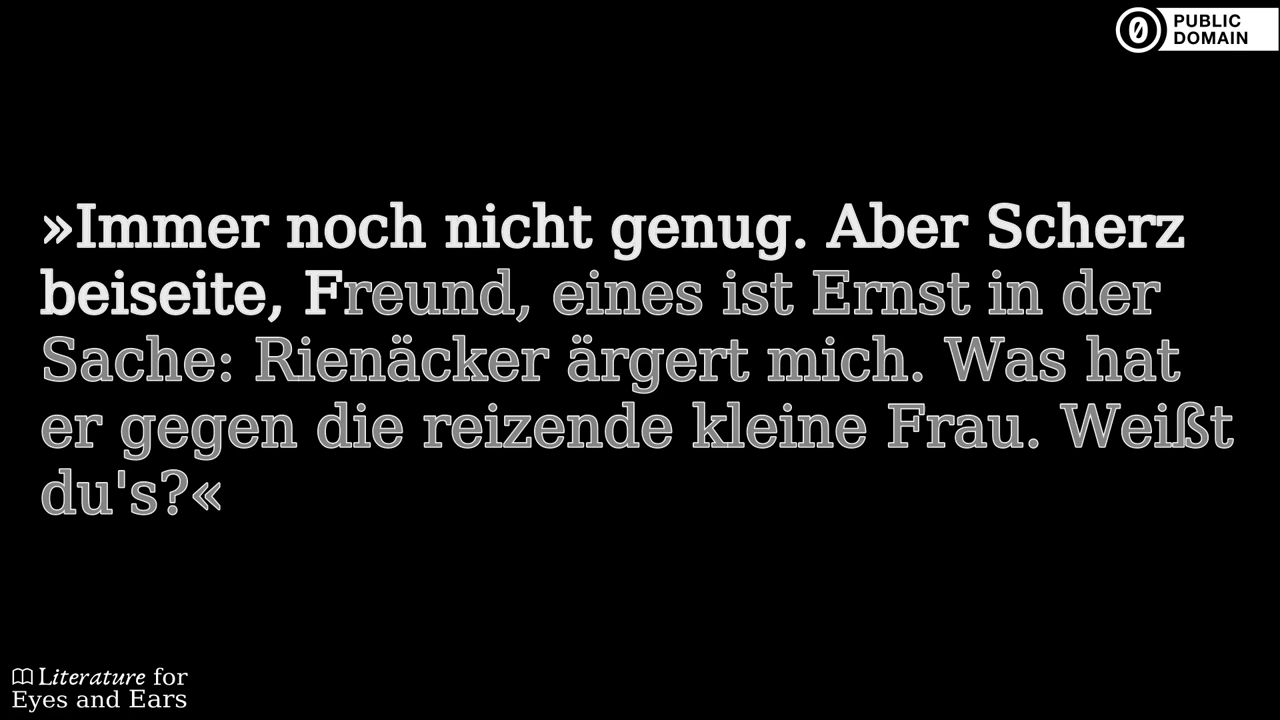 PUBLIC
DOMAIN
»Immer noch nicht genug. Aber Scherz
beiseite, Freund, eines ist Ernst in der
Sache: Rienäcker ärgert mich. Was hat
er gegen die reizende kleine Frau. Weißt
du's?«
Literature for
Eyes and Ears